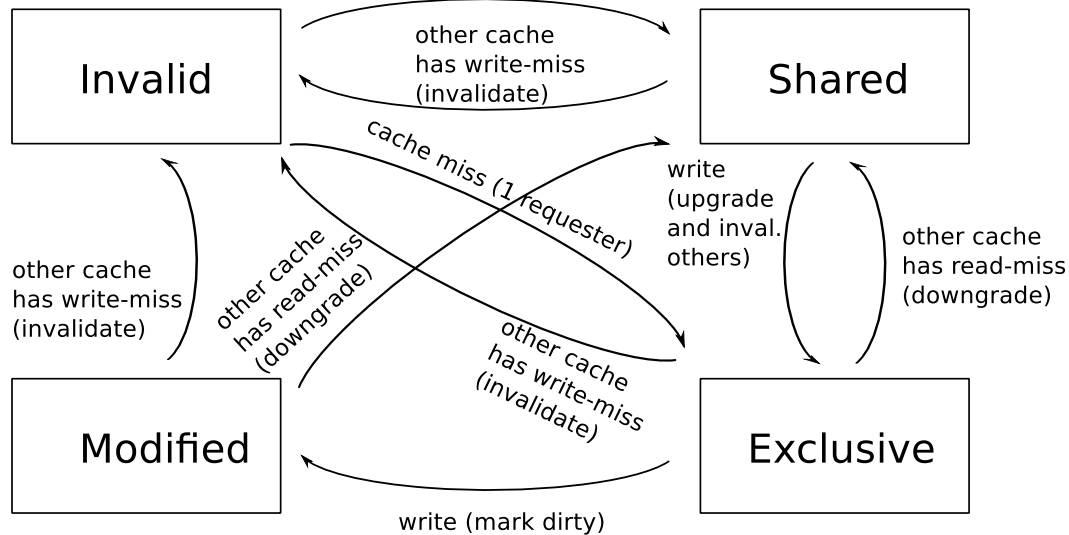 Invalid
other cache
has write-miss
(invalidate)
Shared
cache miss (1 requester)
write
(upgrade
and inval.
others)
other cache
has read-miss
(downgrade)
other cache
has write-miss
(invalidate)
other cache
has read-miss
(downgrade)
other cache
has write-miss
(invalidate)
Modified
Exclusive
write (mark dirty)